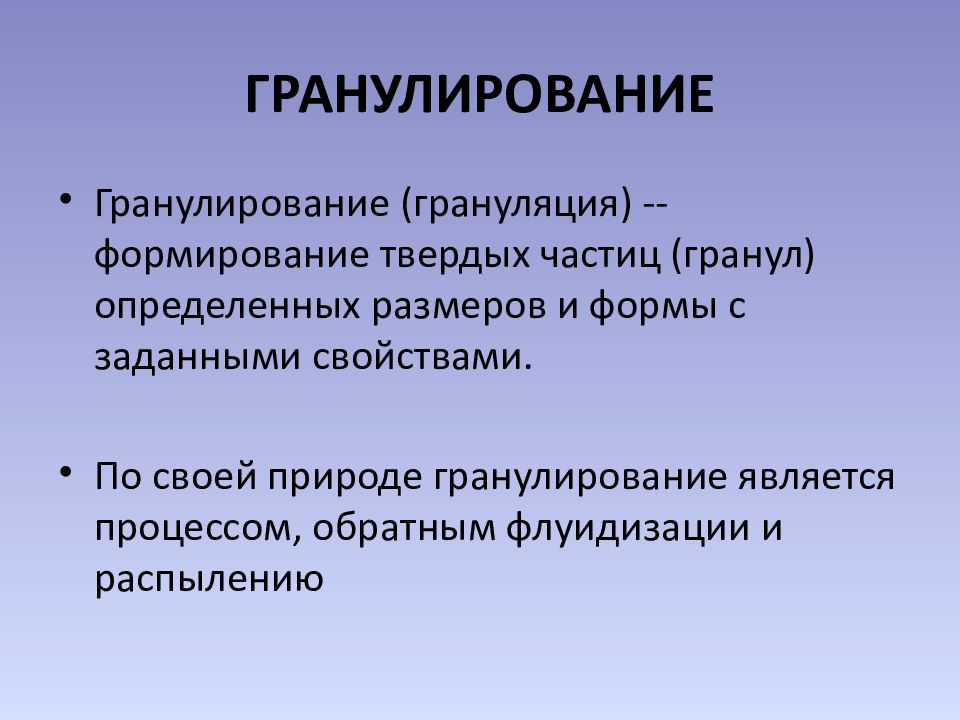 ГРАНУЛИРОВАНИЕ
• Гранулирование (грануляция) --
формирование твердых частиц (гранул)
определенных размеров и формы с
заданными свойствами.
• По своей природе гранулирование является
процессом, обратным флуидизации и
распылению